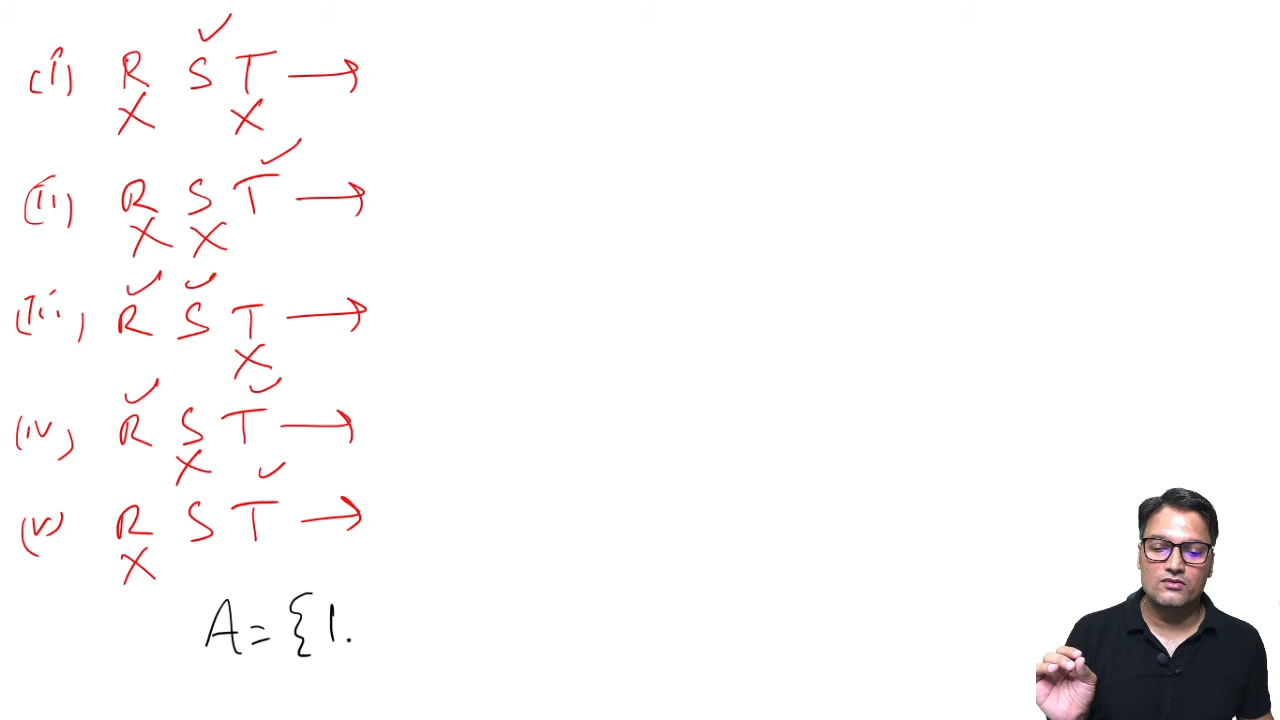 ✓
(i) R S T →
X X
✓
(ii) R S T →
X X
✓ ✓
(iii) R S T →
X
✓ ✓
(iv) R S T →
X ✓
(v) R S T →
X
A = { 1.